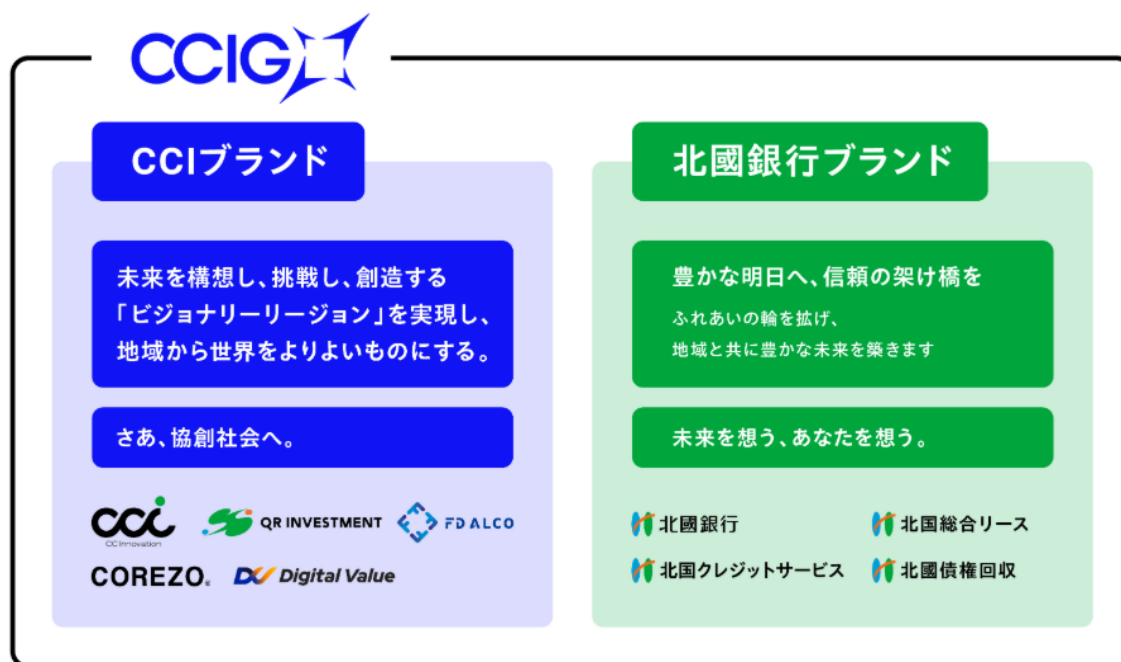 CCIG
CCIブランド
未来を構想し、挑戦し、創造する
「ビジョナリーリージョン」を実現し、
地域から世界をよりよいものにする。
さあ、協創社会へ。
cci
CC Innovation
QR INVESTMENT
FDALCO
COREZO®
DV Digital Value
北國銀行ブランド
豊かな明日へ、信頼の架け橋を
ふれあいの輪を拡げ、
地域と共に豊かな未来を築きます
未来を想う、あなたを想う。
北國銀行
北国総合リース
北国クレジットサービス
北國債権回収